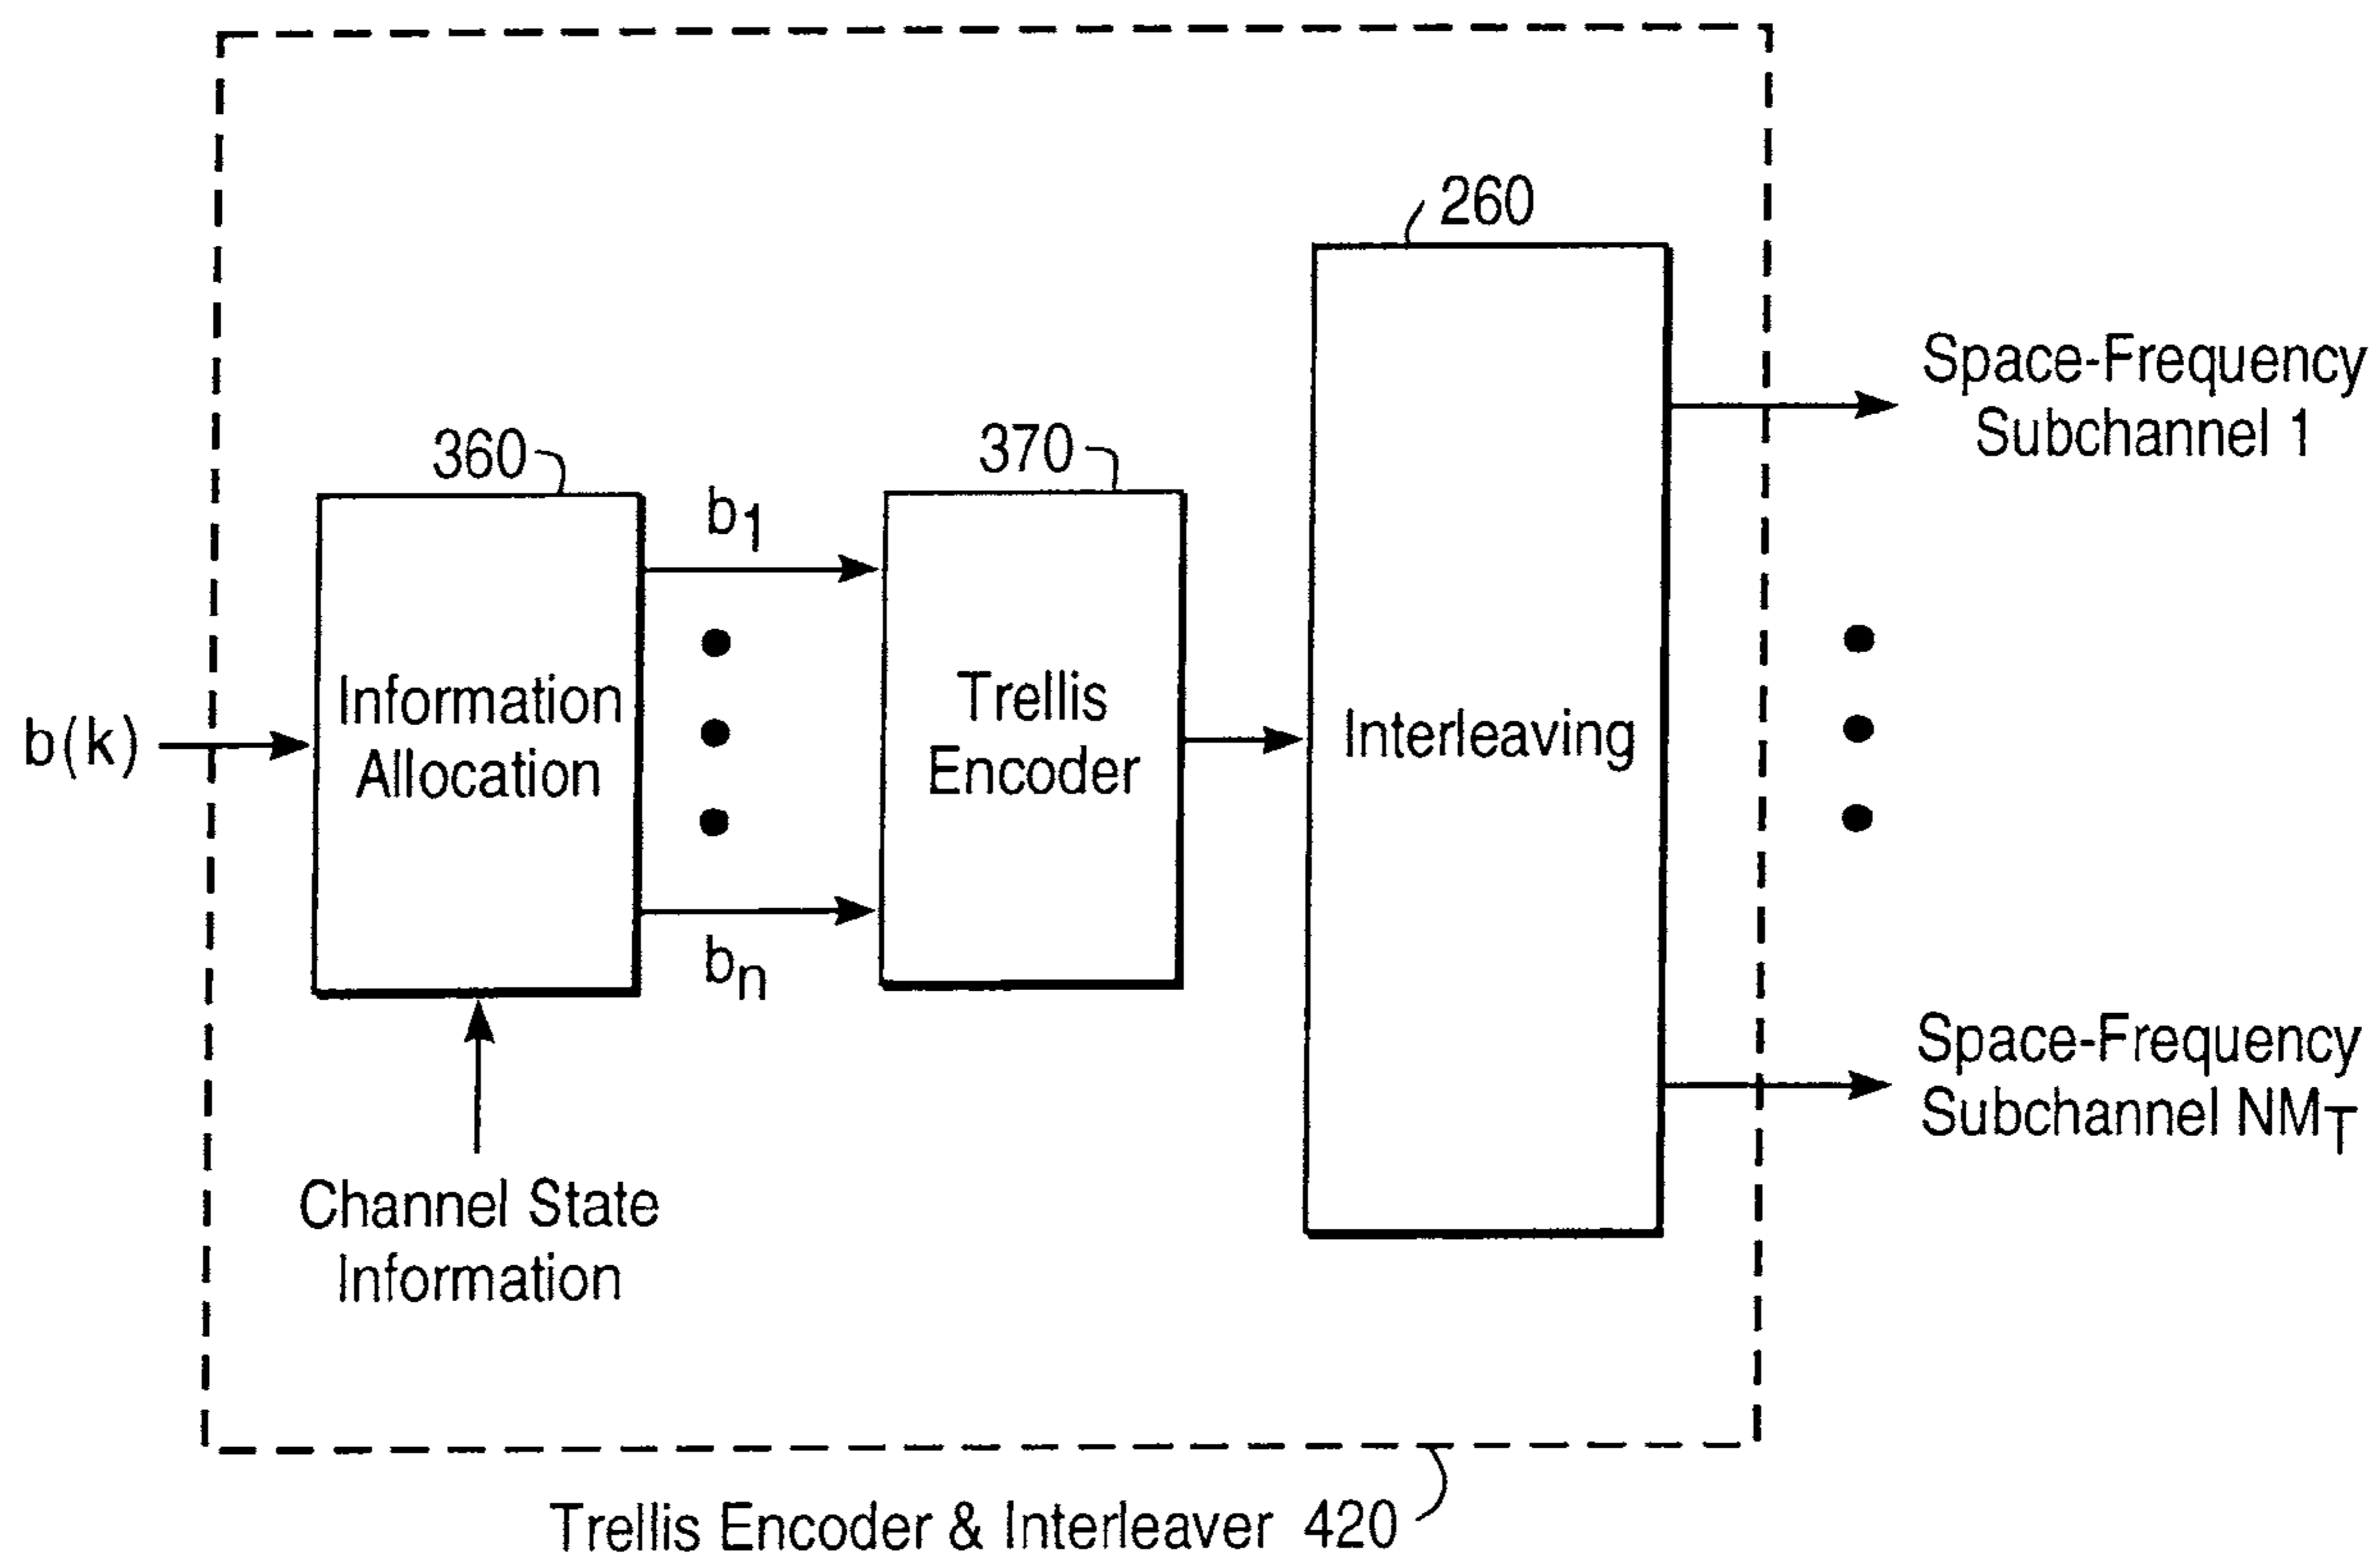 260
Space-Frequency
Subchannel 1
360
370
b1
Information
Allocation
Trellis
Encoder
Interleaving
b(k)
bn
Space-Frequency
Subchannel NMT
Channel State
Information
Trellis Encoder & Interleaver 420